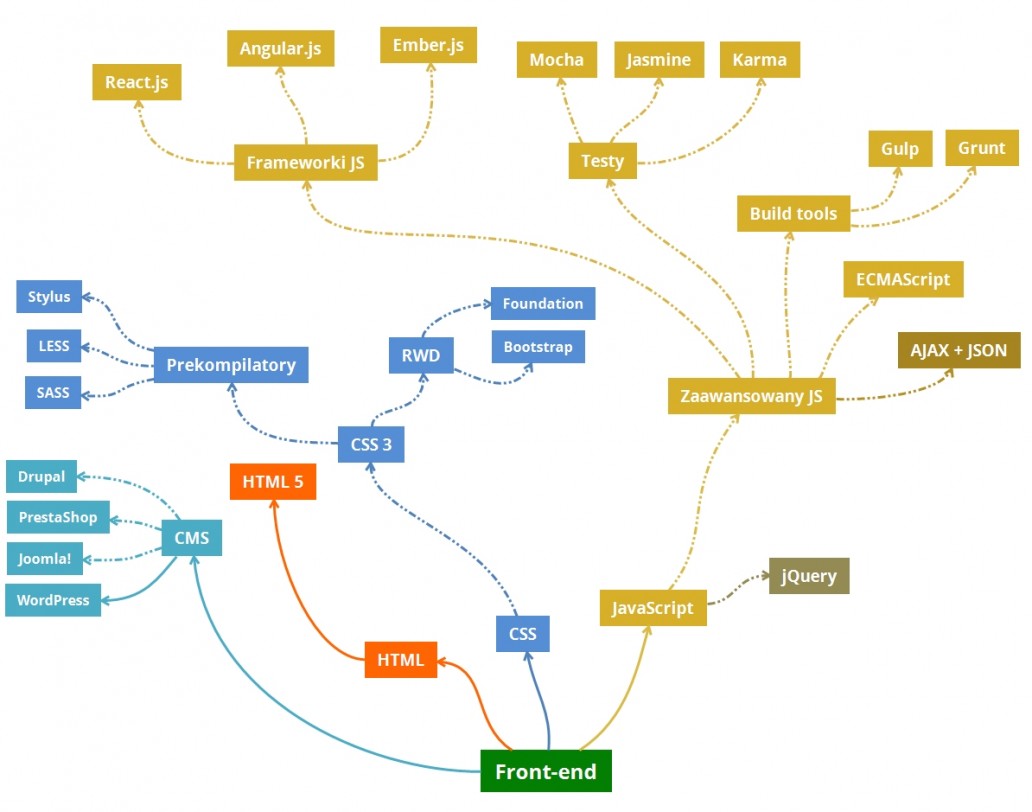 Ember.js
Angular.js
React.js
Mocha
Jasmine
Karma
Frameworki JS
Testy
Gulp
Grunt
Build tools
ECMAScript
Stylus
Foundation
LESS
RWD
Bootstrap
AJAX + JSON
Prekompilatory
SASS
Zaawansowany JS
CSS 3
Drupal
HTML 5
PrestaShop
CMS
Joomla!
jQuery
WordPress
JavaScript
CSS
HTML
Front-end